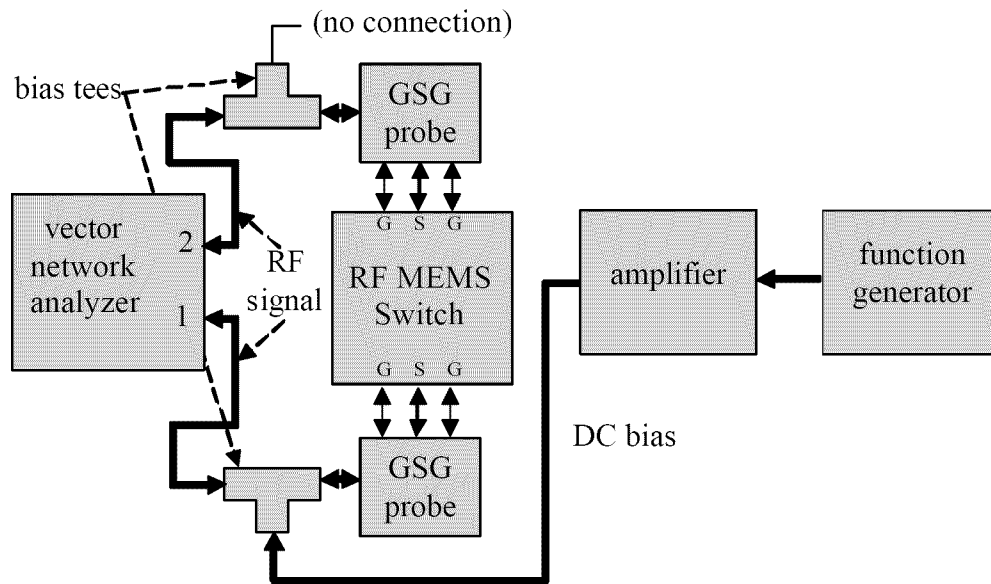 (no connection)
bias tees
GSG
probe
G S G
vector
network
analyzer
2
1
RF
signal
RF MEMS
Switch
G S G
amplifier
function
generator
DC bias
GSG
probe